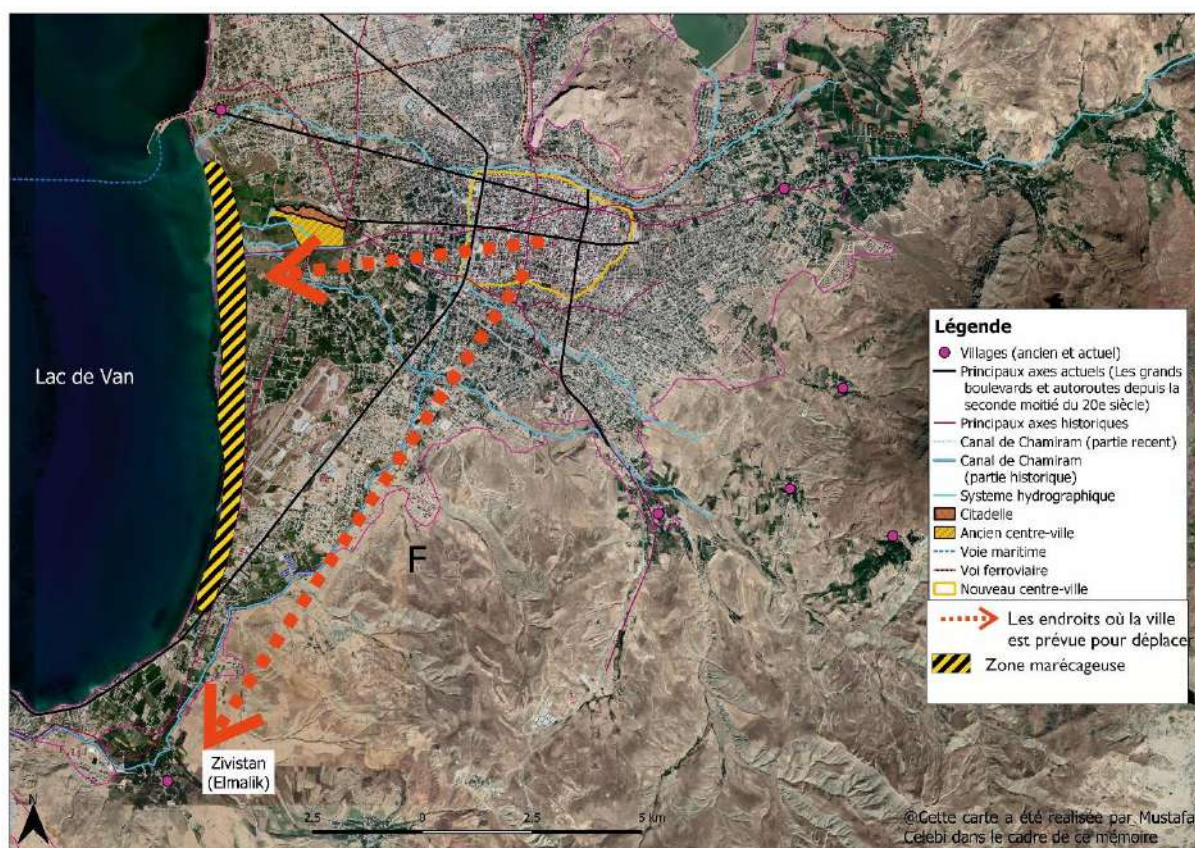 Lac de Van
Légende
Villages (ancien et actuel)
Principaux axes actuels (Les grands
boulevards et autoroutes depuis la
seconde moitié du 20e siècle)
Principaux axes historiques
Canal de Chamiram (partie recent)
Canal de Chamiram
(partie historique)
Systeme hydrographique
Citadelle
Ancien centre-ville
Voie maritime
Voi ferroviaire
Nouveau centre-ville
Les endroits où la ville
est prévue pour déplacer
Zone marécageuse
F
Zivistan
(Elmalik)
N
2.5 0 2.5 5 km
©Cette carte a été realisée par Mustafa
Celebi dans le cadre de ce mémoire